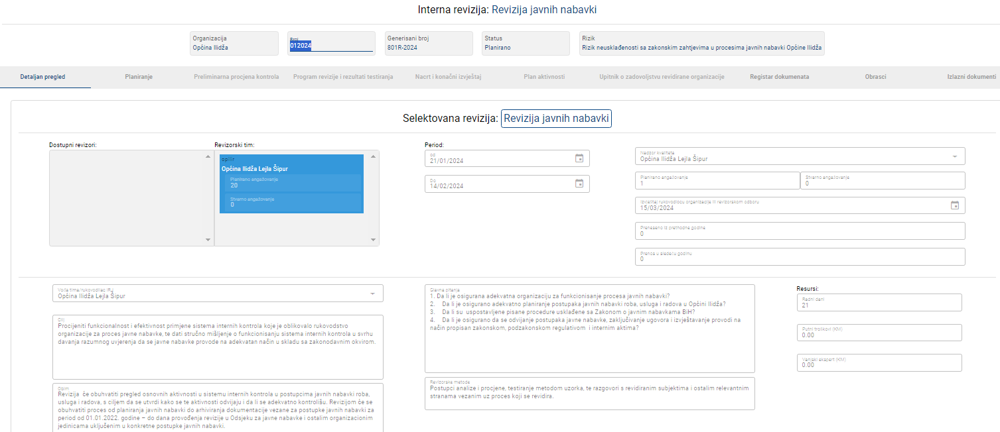 Interna revizija: Revizija javnih nabavki
Organizacija
Općina Ilidža
Broj
012024
Generisani broj
801R-2024
Status
Planirano
Rizik
Rizik neusklađenosti sa zakonskim zahtjevima u procesima javnih nabavki Općine Ilidža
Detaljan pregled
Planiranje
Preliminarna procjena kontrola
Program revizije i rezultati testiranja
Nacrt i konačni izvještaj
Plan aktivnosti
Upitnik o zadovoljstvu revidirane organizacije
Registar dokumenata
Obrasci
Izlazni dokumenti
Selektovana revizija: Revizija javnih nabavki
Dostupni revizori:
Revizorski tim:
opilir
Općina Ilidža Lejla Šipur
Planirano angažovanje
20
Stvarno angažovanje
0
Period:
od
21/01/2024
Do
14/02/2024
Nadzor kvaliteta
Općina Ilidža Lejla Šipur
Planirano angažovanje
1
Stvarno angažovanje
0
Izvještaj rukovodiocu organizacije ili revizorskom odboru
15/03/2024
Preneseno iz prethodne godine
0
Prenos u sledeću godinu
0
Vođa tima/rukovodilac IRJ
Općina Ilidža Lejla Šipur
Cilj
Procijeniti funkcionalnost i efektivnost primjene sistema internih kontrola koje je oblikovalo rukovodstvo
organizacije za proces javne nabavke, te dati stručno mišljenje o funkcionisanju sistema internih kontrola u svrhu
davanja razumnog uvjerenja da se javne nabavke provode na adekvatan način u skladu sa zakonodavnim okvirom.
Obim
Revizija će obuhvatiti pregled osnovnih aktivnosti u sistemu internih kontrola u postupcima javnih nabavki roba,
usluga i radova, s ciljem da se utvrdi kako se te aktivnosti odvijaju i da li se adekvatno kontrolišu. Revizijom će se
obuhvatiti proces od planiranja javnih nabavki do arhiviranja dokumentacije vezane za postupke javnih nabavki za
period od 01.01.2022. godine – do dana provođenja revizije u Odsjeku za javne nabavke i ostalim organizacionim
jedinicama uključenim u konkretne postupke javnih nabavki.
Glavna pitanja
1. Da li je osigurana adekvatna organizaciju za funkcionisanje procesa javnih nabavki?
2. Da li je osigurano adekvatno planiranje postupaka javnih nabavki roba, usluga i radova u Općini Ilidža?
3. Da li su uspostavljene pisane procedure usklađene sa Zakonom o javnim nabavkama BiH?
4. Da li je osigurano da se odvijanje postupaka javne nabavke, zaključivanje ugovora i izvještavanje provodi na
način propisan zakonskom, podzakonskom regulativom i internim aktima?
Revizorske metode
Postupci analize i procjene, testiranje metodom uzorka, te razgovori s revidiranim subjektima i ostalim relevantnim
stranama vezanim uz proces koji se revidira.
Resursi:
Radni dani
21
Putni troškovi (KM)
0.00
Vanjski ekspert (KM)
0.00